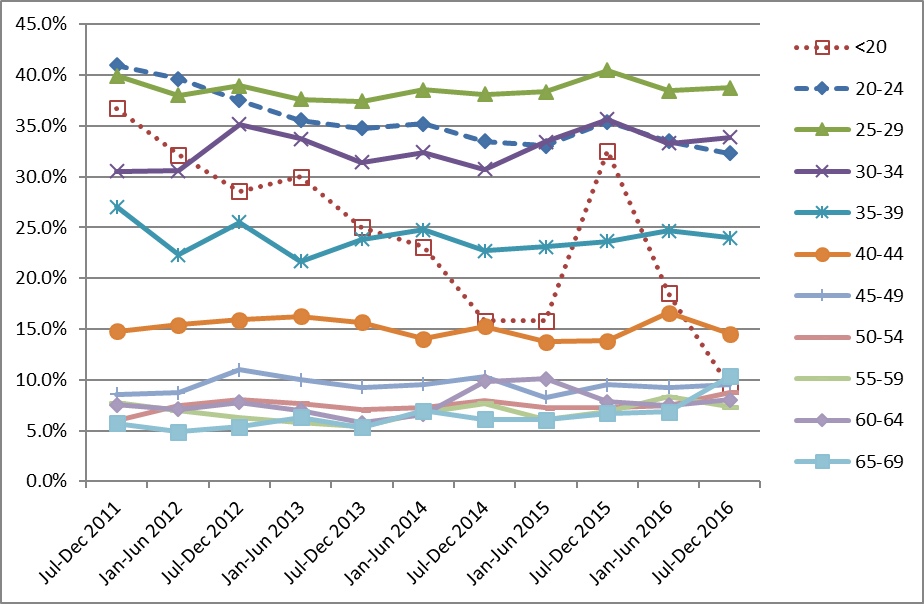 45.0%
40.0%
35.0%
30.0%
25.0%
20.0%
15.0%
10.0%
5.0%
0.0%
Jul-Dec 2011
Jan-Jun 2012
Jul-Dec 2012
Jan-Jun 2013
Jul-Dec 2013
Jan-Jun 2014
Jul-Dec 2014
Jan-Jun 2015
Jul-Dec 2015
Jan-Jun 2016
Jul-Dec 2016
<20
20-24
25-29
30-34
35-39
40-44
45-49
50-54
55-59
60-64
65-69